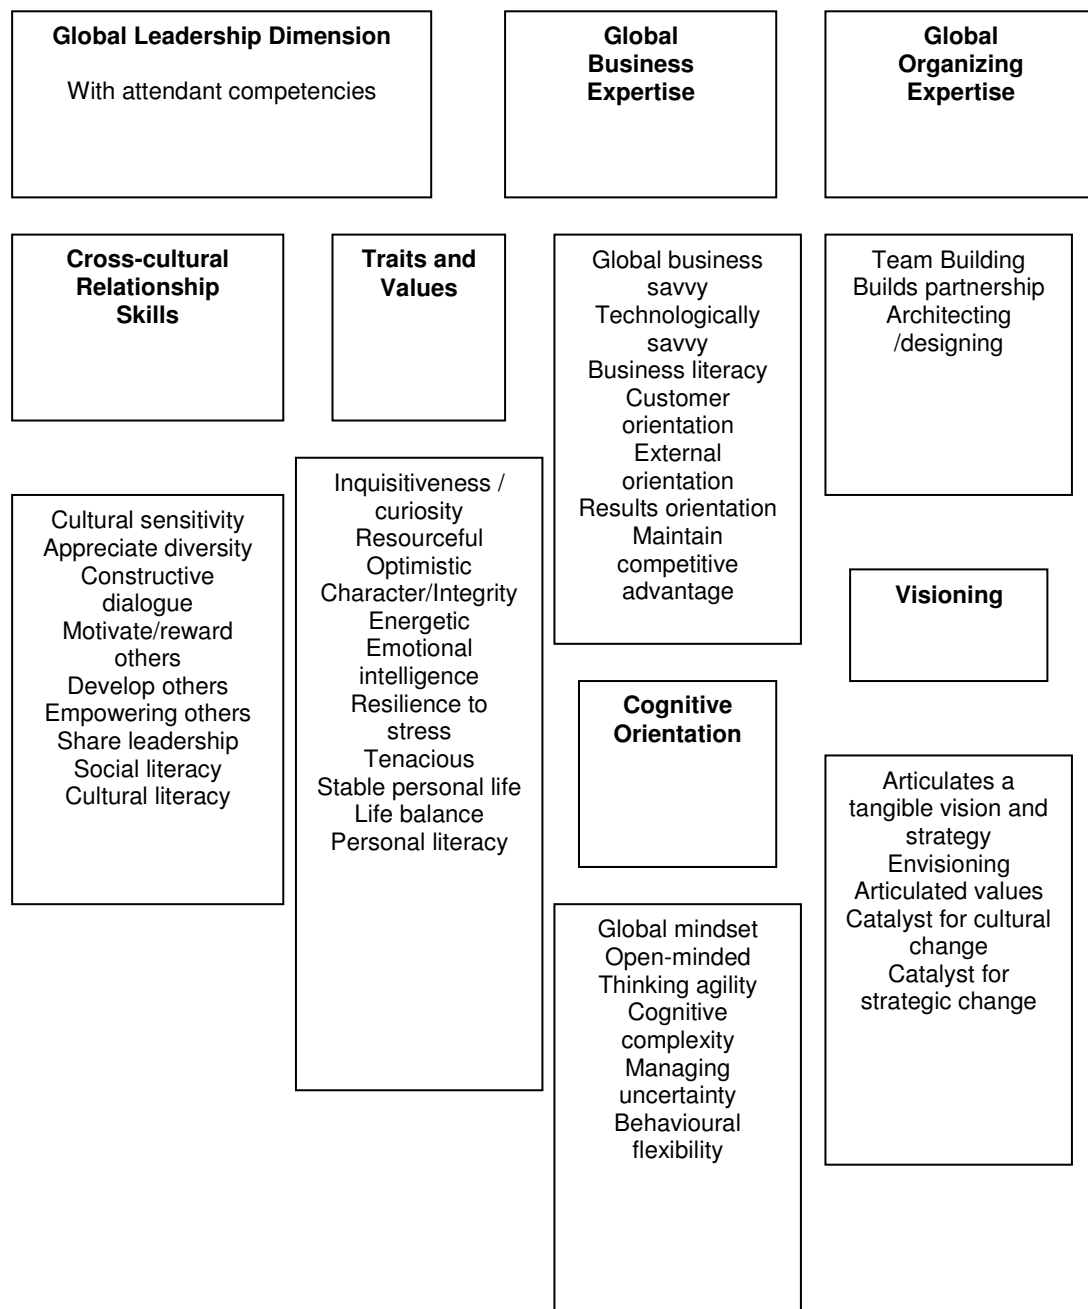 Global Leadership Dimension
With attendant competencies
Global
Business
Expertise
Global
Organizing
Expertise
Cross-cultural
Relationship
Skills
Traits and
Values
Global business
savvy
Technologically
savvy
Business literacy
Customer
orientation
External
orientation
Results orientation
Maintain
competitive
advantage
Team Building
Builds partnership
Architecting
/designing
Cultural sensitivity
Appreciate diversity
Constructive
dialogue
Motivate/reward
others
Develop others
Empowering others
Share leadership
Social literacy
Cultural literacy
Inquisitiveness /
curiosity
Resourceful
Optimistic
Character/Integrity
Energetic
Emotional
intelligence
Resilience to
stress
Tenacious
Stable personal life
Life balance
Personal literacy
Visioning
Cognitive
Orientation
Articulates a
tangible vision and
strategy
Envisioning
Articulated values
Catalyst for cultural
change
Catalyst for
strategic change
Global mindset
Open-minded
Thinking agility
Cognitive
complexity
Managing
uncertainty
Behavioural
flexibility